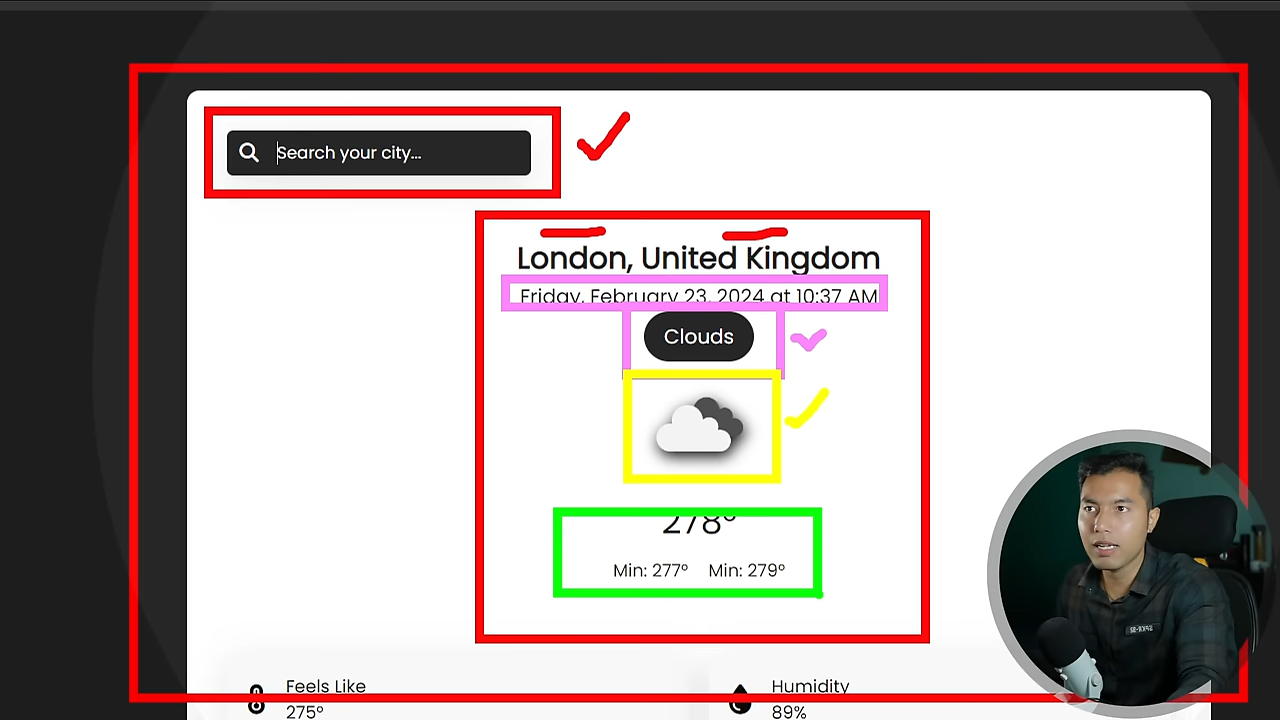 Search your city...
London, United Kingdom
Friday, February 23, 2024 at 10:37 AM
Clouds
278°
Min: 277° Min: 279°
Feels Like
275°
Humidity
89%